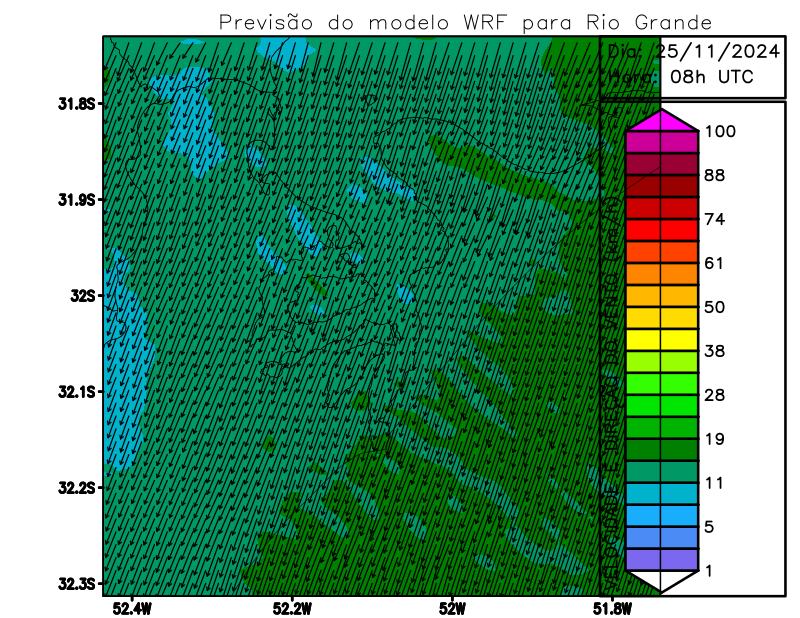 Previsão do modelo WRF para Rio Grande
Dia: 25/11/2024
Hora: 08h UTC
VELOCIDADE E DIREÇÃO DO VENTO (km/h)
100
88
74
61
50
38
28
19
11
5
1
31.8S
31.9S
32S
32.1S
32.2S
32.3S
52.4W
52.2W
52W
51.8W